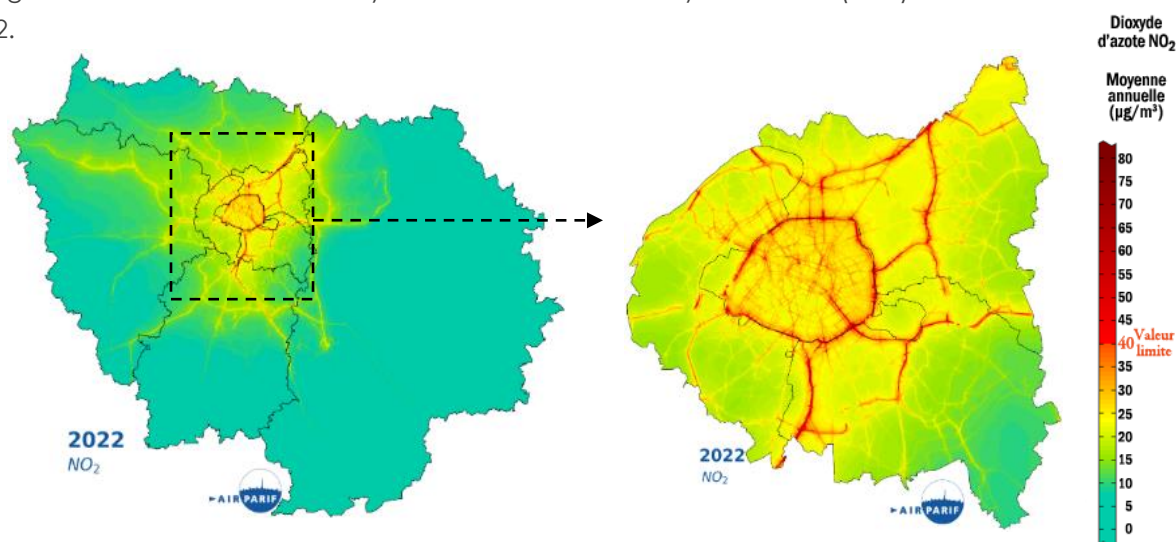 2.
Dioxyde
d'azote NO₂
Moyenne
annuelle
(µg/m³)
80
75
70
65
60
55
50
45
40 Valeur
limite
35
30
25
20
15
10
5
0
2022
NO₂
AIRPARIF
2022
NO₂
AIRPARIF